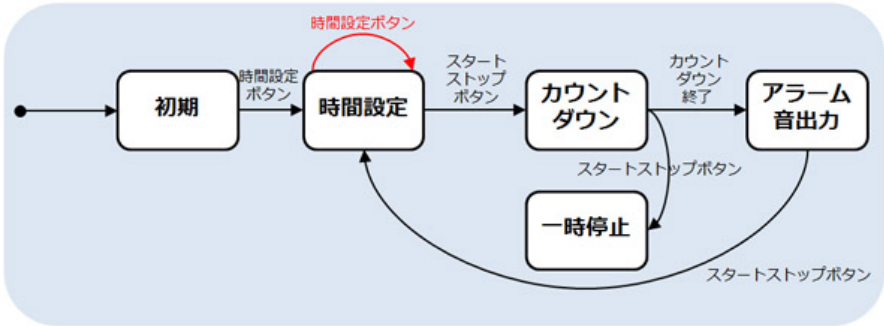 時間設定ボタン
時間設定
ボタン
スタート
ストップ
ボタン
カウント
ダウン
終了
初期
時間設定
カウント
ダウン
アラーム
音出力
スタートストップボタン
一時停止
スタートストップボタン